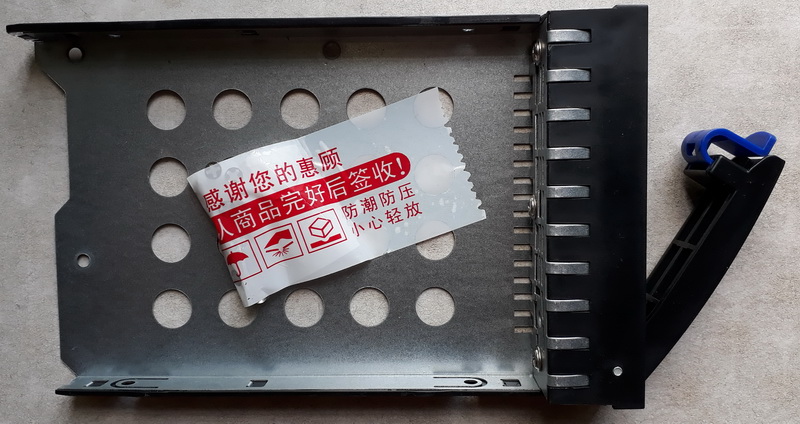 感谢您的惠顾
人商品完好后签收!
防潮防压
小心轻放